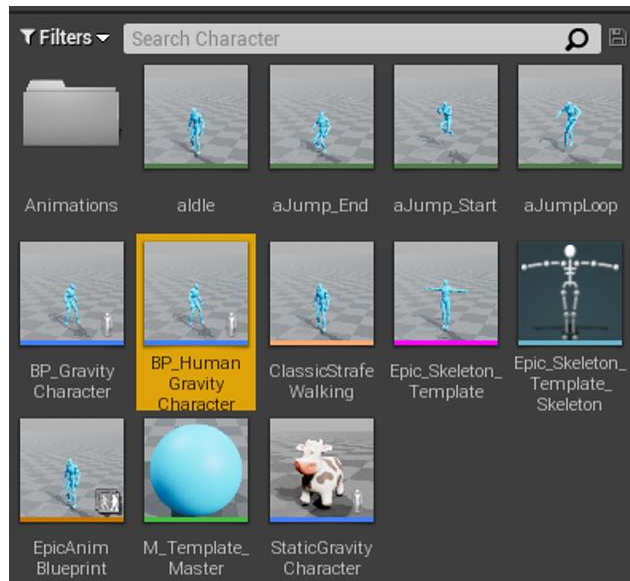 Filters
Search Character
Animations
aIdle
aJump_End
aJump_Start
aJumpLoop
BP_Gravity
Character
BP_Human
Gravity
Character
ClassicStrafe
Walking
Epic_Skeleton_
Template
Epic_Skeleton_
Template_
Skeleton
EpicAnim
Blueprint
M_Template_
Master
StaticGravity
Character